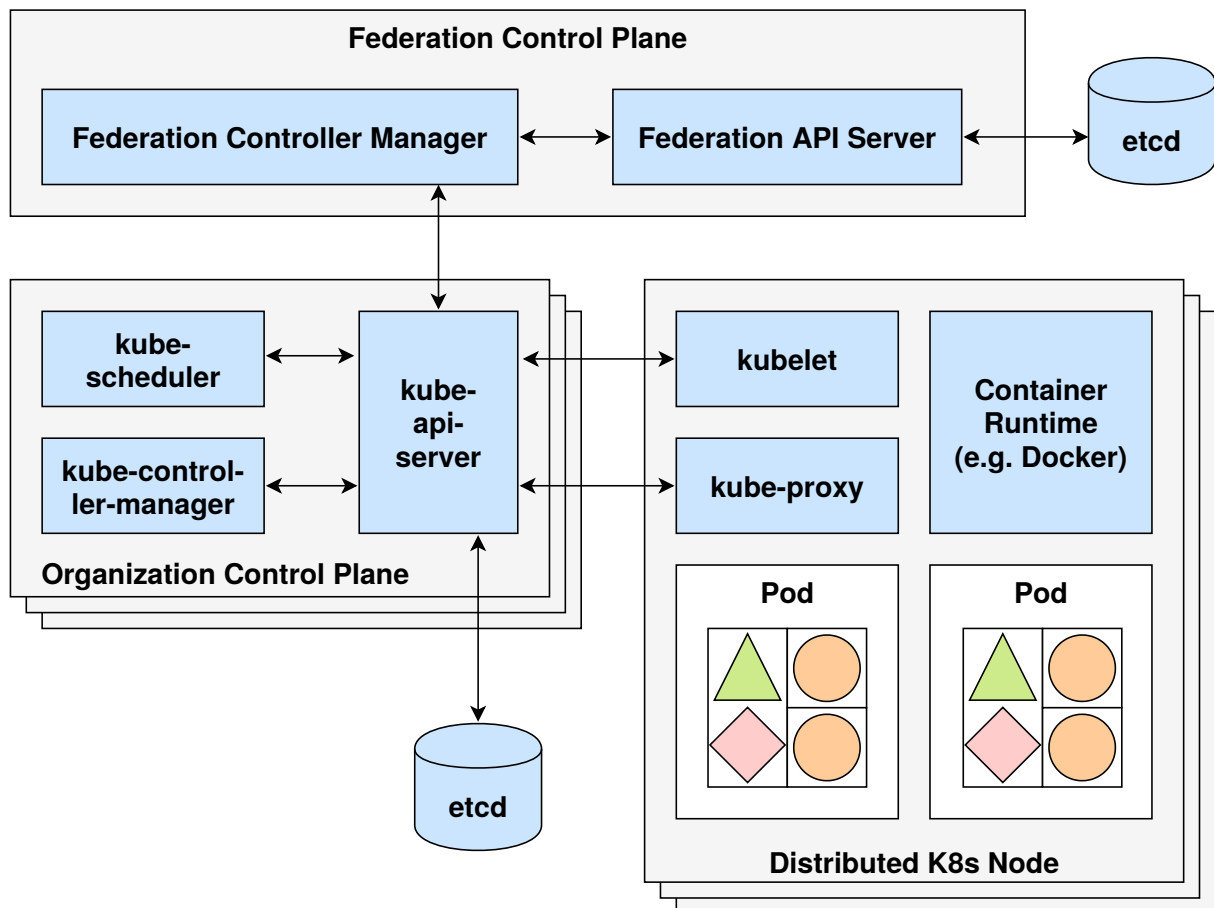 Federation Control Plane
Federation Controller Manager
Federation API Server
etcd
kube-
scheduler
kube-control-
ler-manager
kube-
api-
server
Organization Control Plane
etcd
kubelet
kube-proxy
Container
Runtime
(e.g. Docker)
Pod
Pod
Distributed K8s Node